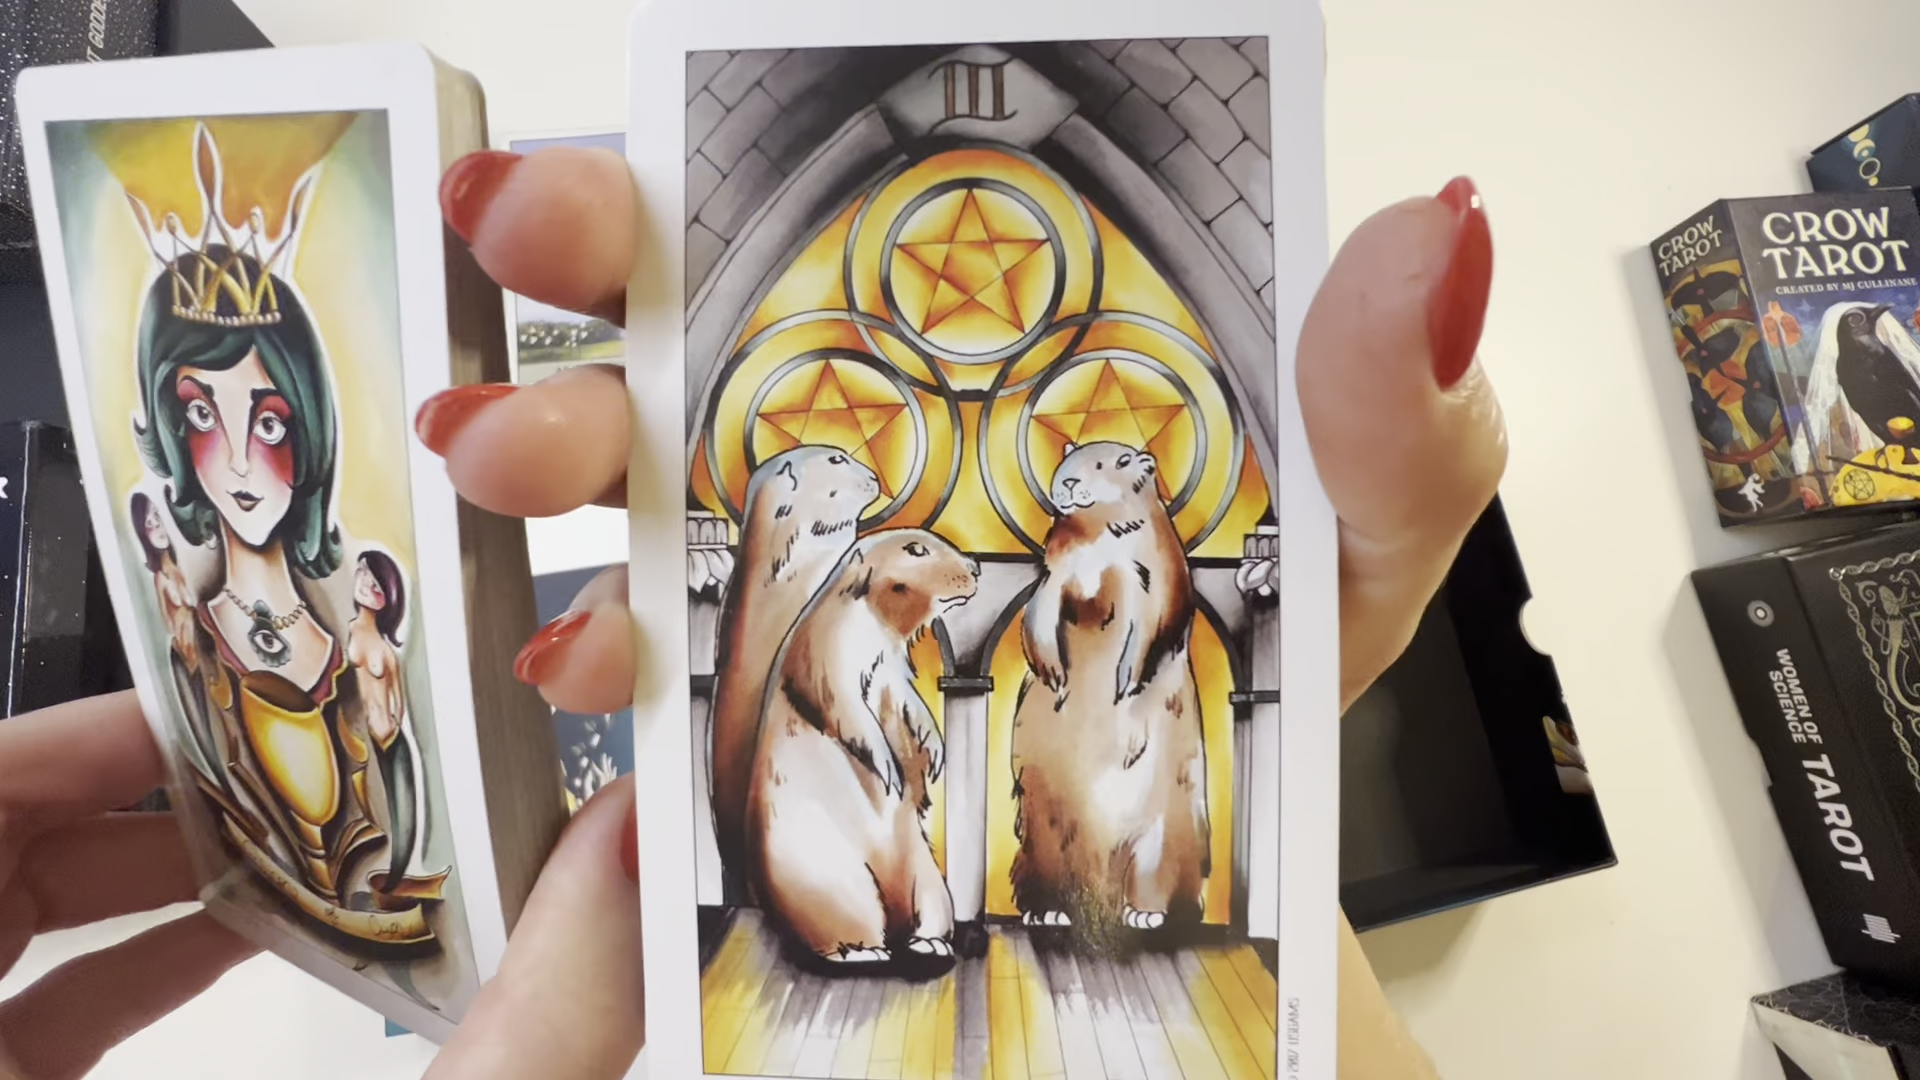 III
CROW
TAROT
CROW
TAROT
CREATED BY MJ CULLINANE
WOMEN OF
SCIENCE
TAROT